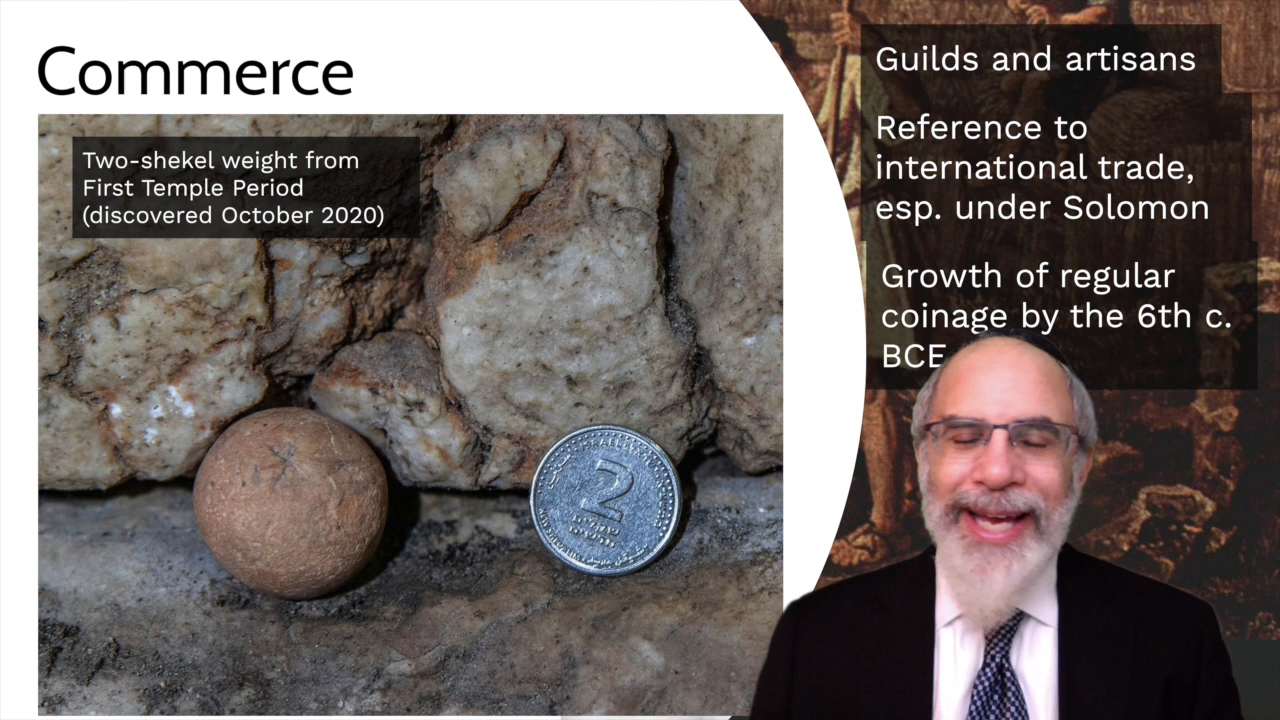 Commerce
Two-shekel weight from
First Temple Period
(discovered October 2020)
2
Guilds and artisans
Reference to
international trade,
esp. under Solomon
Growth of regular
coinage by the 6th c.
BCE